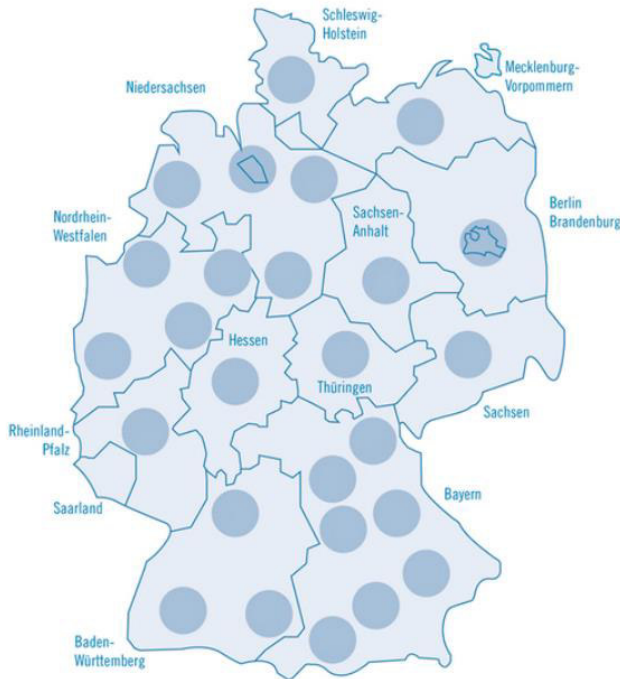 Schleswig-
Holstein
Mecklenburg-
Vorpommern
Niedersachsen
Berlin
Brandenburg
Nordrhein-
Westfalen
Sachsen-
Anhalt
Hessen
Thüringen
Sachsen
Rheinland-
Pfalz
Saarland
Bayern
Baden-
Württemberg